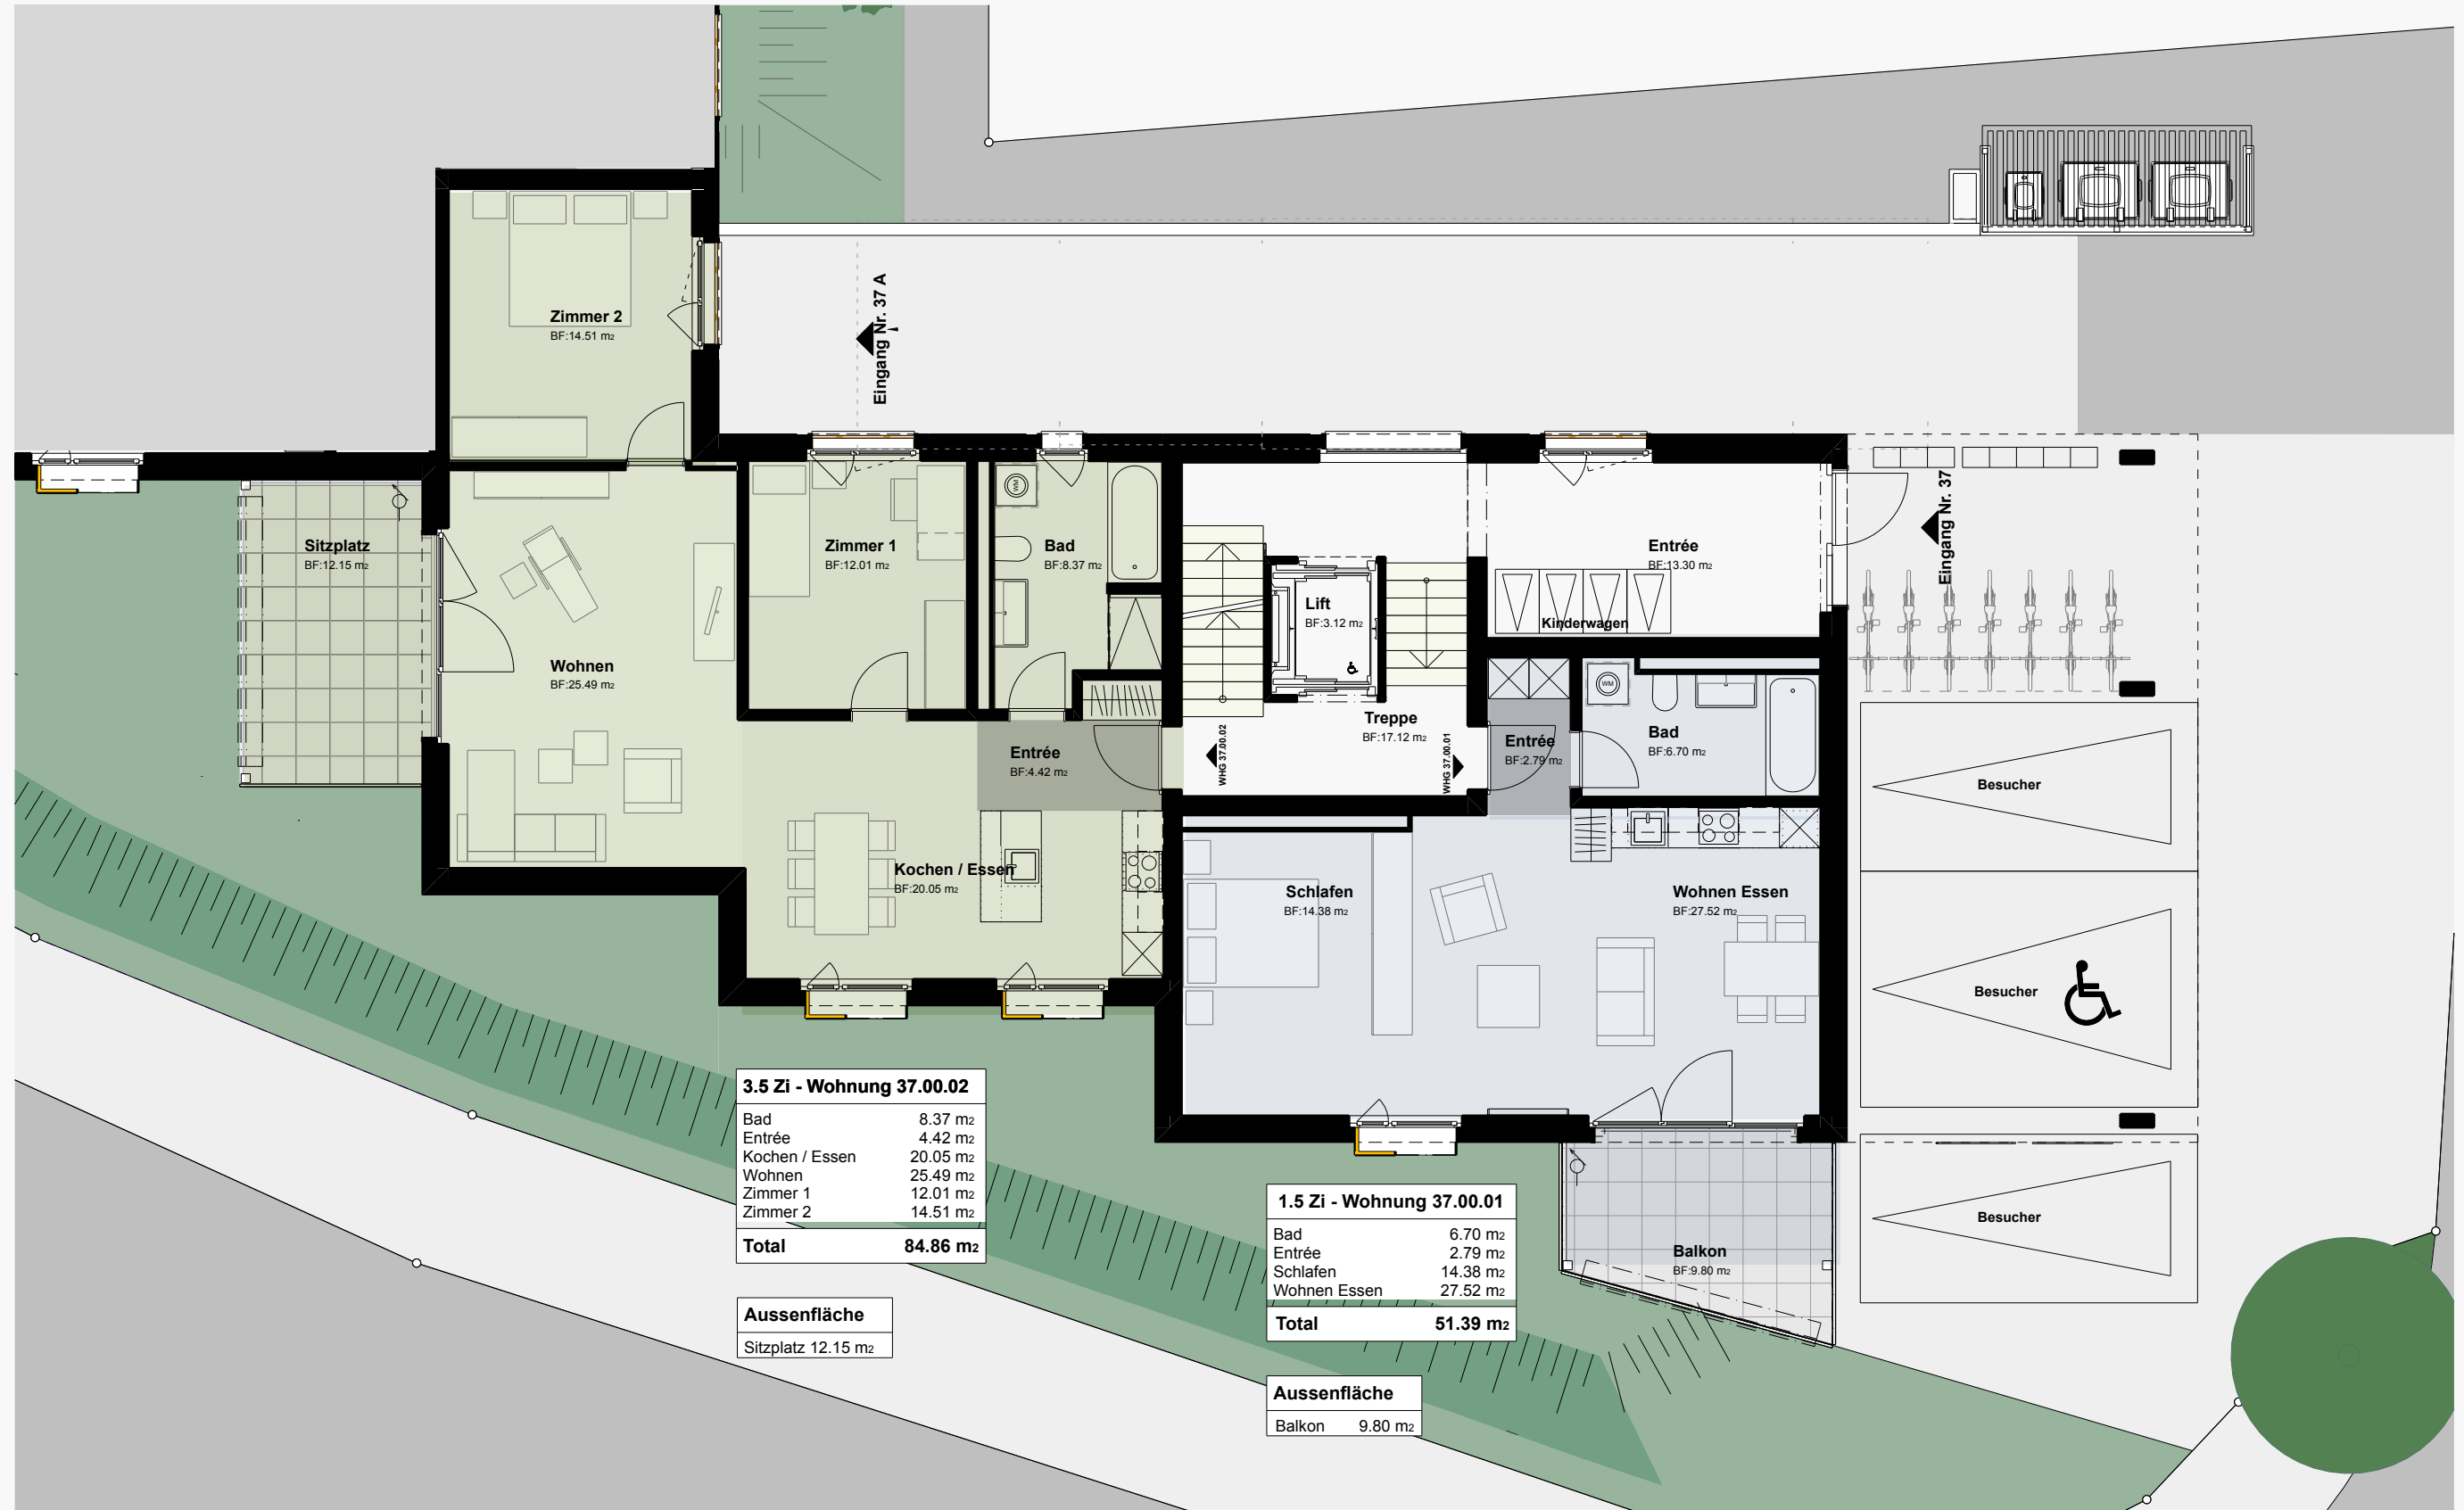 Eingang Nr. 37 A
Zimmer 2
BF:14.51 m2
Eingang Nr. 37
Sitzplatz
BF:12.15 m2
Wohnen
BF:25.49 m2
Zimmer 1
BF:12.01 m2
WM
Bad
BF:8.37 m2
Lift
BF:3.12 m2
Entrée
BF:13.30 m2
Kinderwagen
Treppe
BF:17.12 m2
WHG 37.00.02
WHG 37.00.01
Entrée
BF:4.42 m2
Entrée
BF:2.79 m2
WM
Bad
BF:6.70 m2
Besucher
Kochen / Essen
BF:20.05 m2
Schlafen
BF:14.38 m2
Wohnen Essen
BF:27.52 m2
Besucher
Besucher
Balkon
BF:9.80 m2
3.5 Zi - Wohnung 37.00.02
Bad 8.37 m2
Entrée 4.42 m2
Kochen / Essen 20.05 m2
Wohnen 25.49 m2
Zimmer 1 12.01 m2
Zimmer 2 14.51 m2
Total 84.86 m2
Aussenfläche
Sitzplatz 12.15 m2
1.5 Zi - Wohnung 37.00.01
Bad 6.70 m2
Entrée 2.79 m2
Schlafen 14.38 m2
Wohnen Essen 27.52 m2
Total 51.39 m2
Aussenfläche
Balkon 9.80 m2